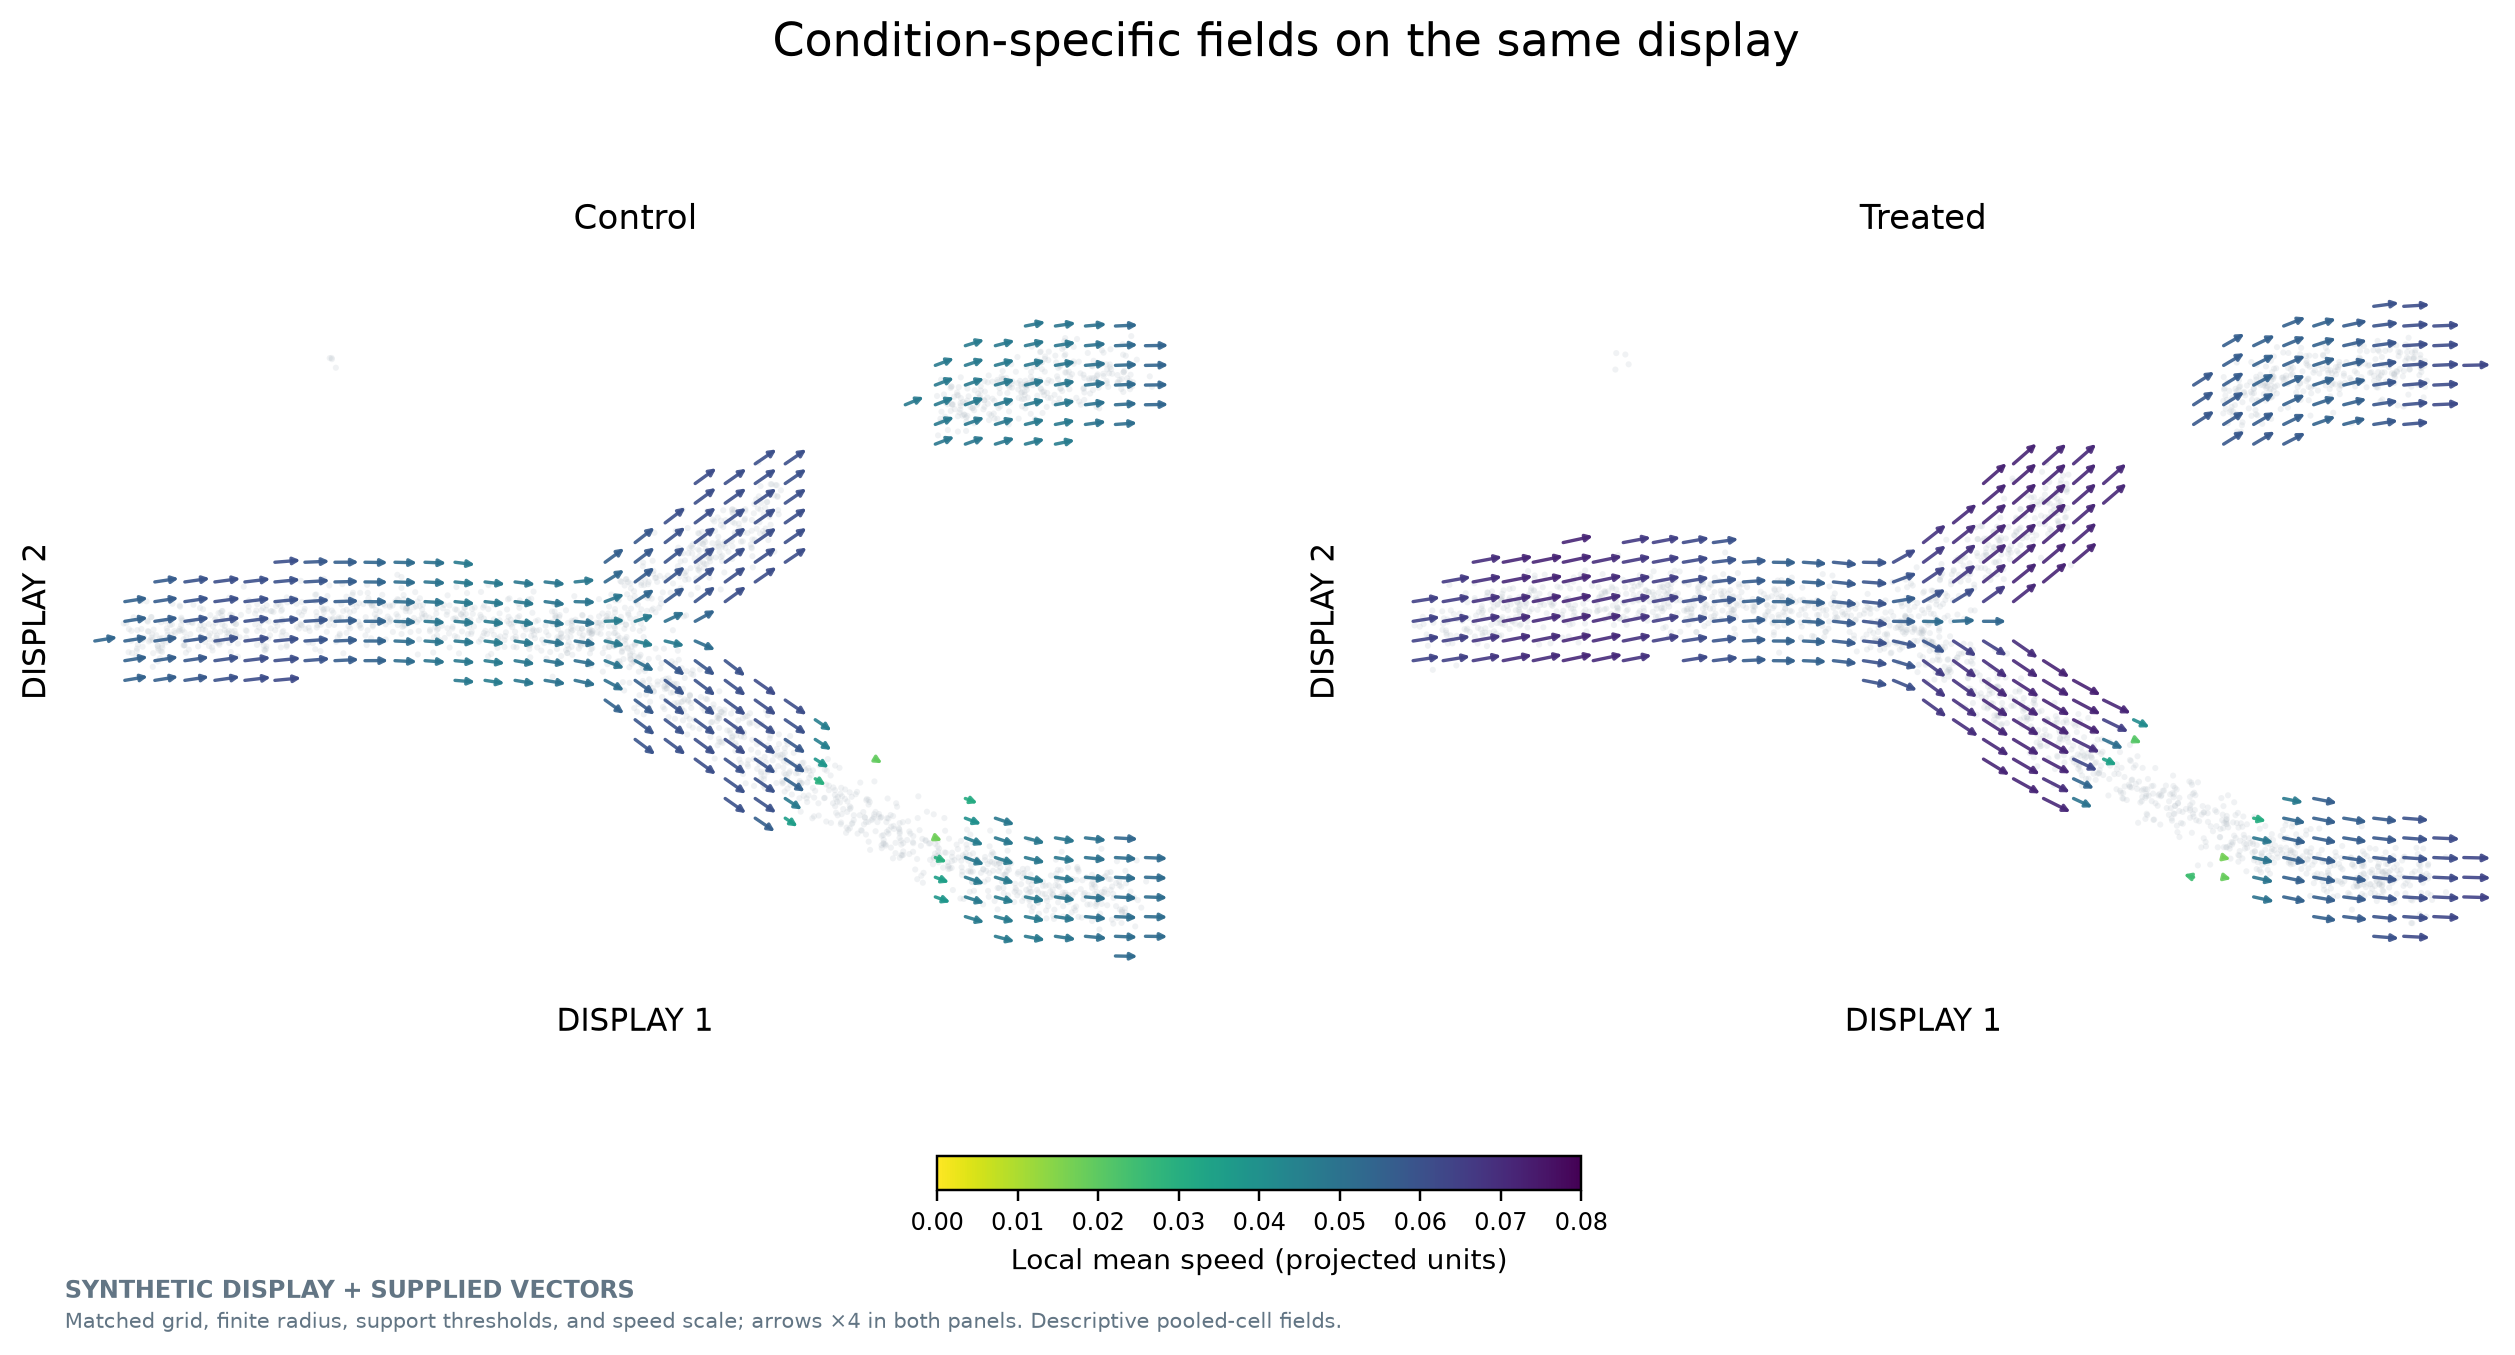 Condition-specific fields on the same display
Control
Treated
DISPLAY 2
DISPLAY 2
DISPLAY 1
DISPLAY 1
0.00 0.01 0.02 0.03 0.04 0.05 0.06 0.07 0.08
Local mean speed (projected units)
SYNTHETIC DISPLAY + SUPPLIED VECTORS
Matched grid, finite radius, support thresholds, and speed scale; arrows ×4 in both panels. Descriptive pooled-cell fields.